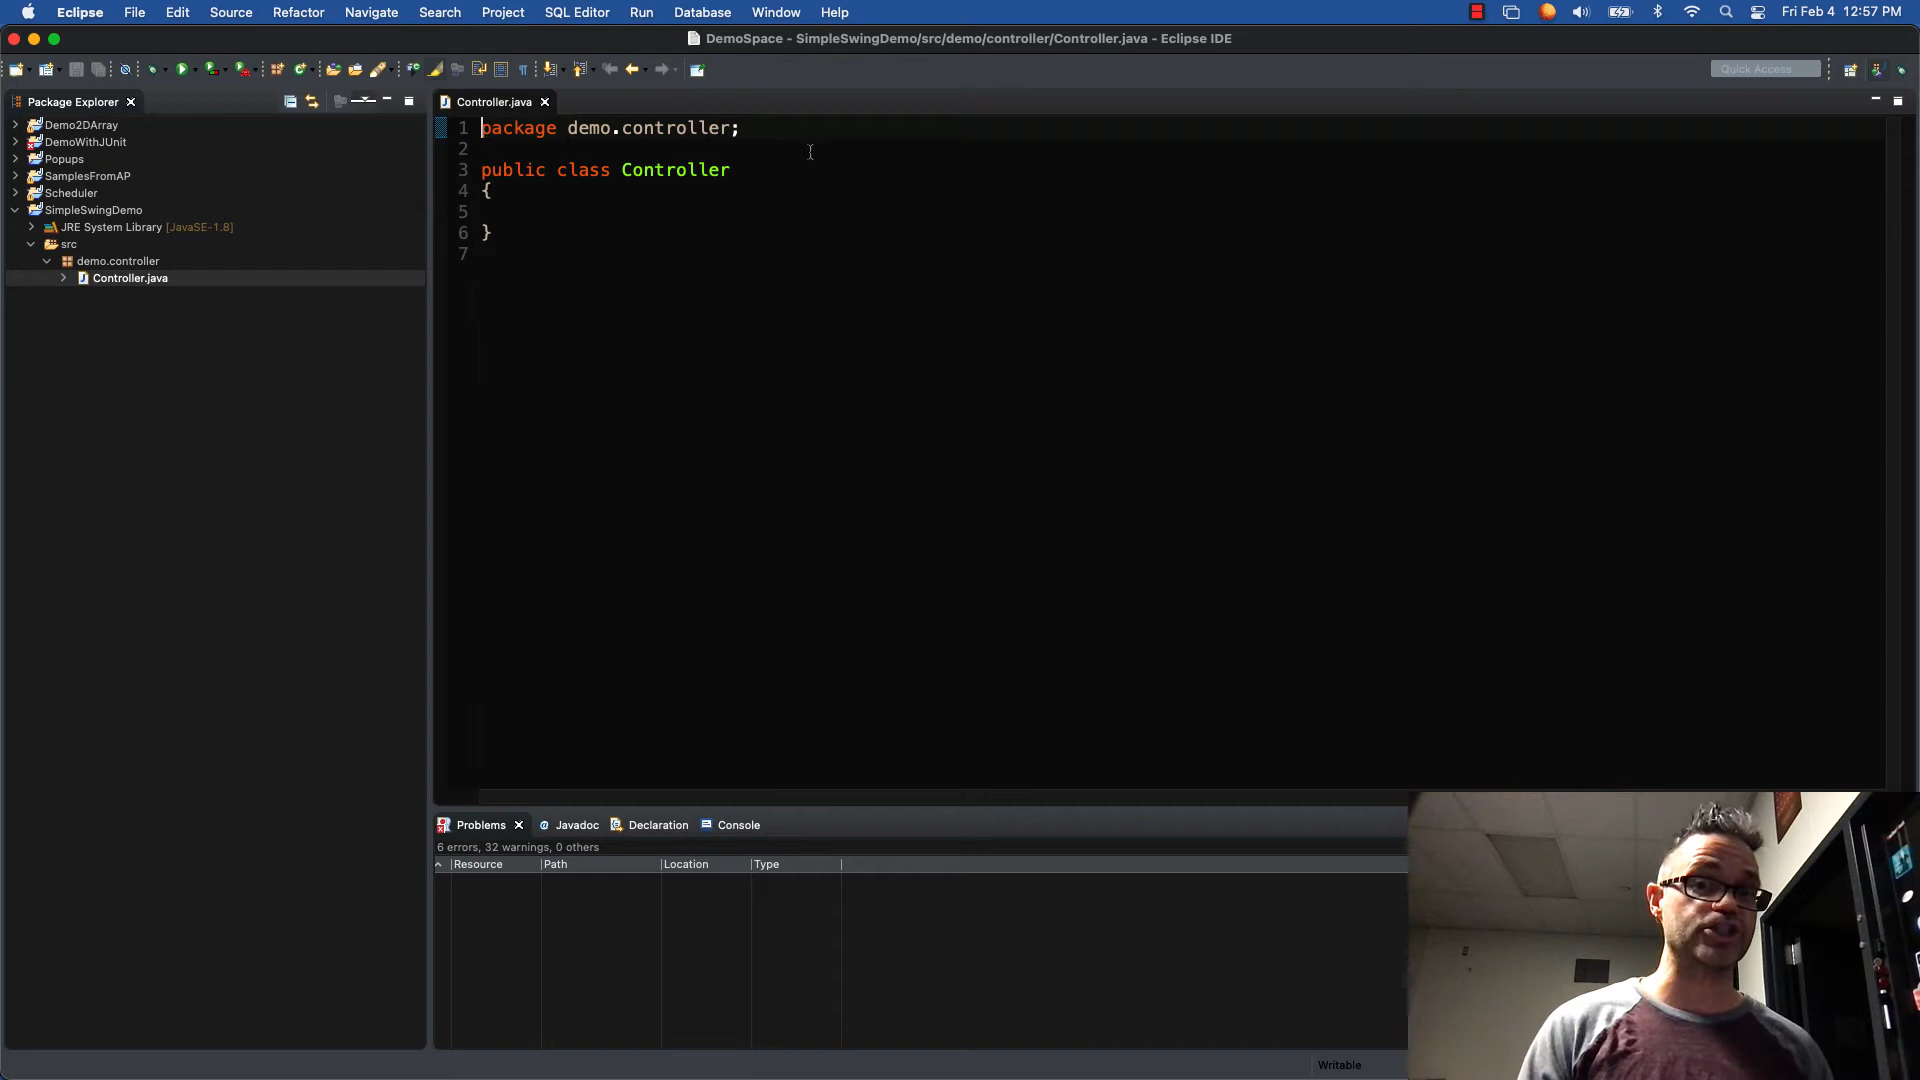 Eclipse File Edit Source Refactor Navigate Search Project SQL Editor Run Database Window Help Fri Feb 4 12:57 PM
DemoSpace - SimpleSwingDemo/src/demo/controller/Controller.java - Eclipse IDE
Quick Access
Package Explorer
Demo2DArray
DemoWithJUnit
Popups
SamplesFromAP
Scheduler
SimpleSwingDemo
JRE System Library [JavaSE-1.8]
src
demo.controller
Controller.java
Controller.java
1 package demo.controller;
2
3 public class Controller
4 {
5
6 }
7
Problems Javadoc Declaration Console
6 errors, 32 warnings, 0 others
Resource Path Location Type
Writable